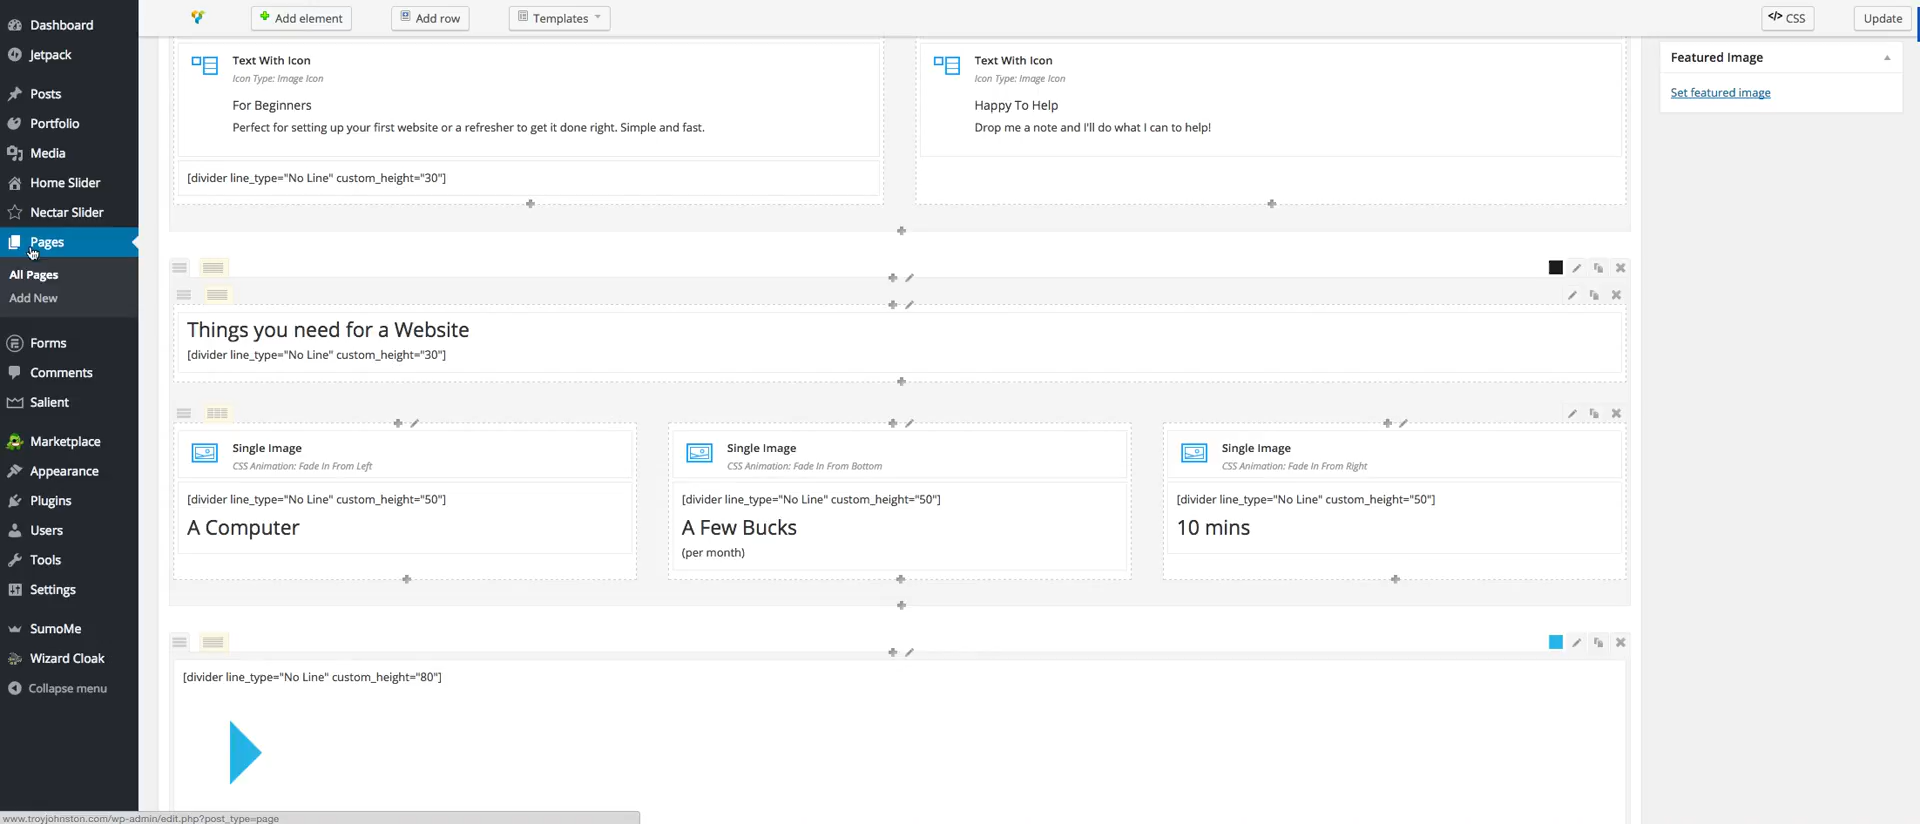 Dashboard
Jetpack
Posts
Portfolio
Media
Home Slider
Nectar Slider
Pages
All Pages
Add New
Forms
Comments
Salient
Marketplace
Appearance
Plugins
Users
Tools
Settings
SumoMe
Wizard Cloak
Collapse menu
Add element
Add row
Templates
</> CSS
Update
Text With Icon
Icon Type: Image Icon
For Beginners
Perfect for setting up your first website or a refresher to get it done right. Simple and fast.
[divider line_type="No Line" custom_height="30"]
Text With Icon
Icon Type: Image Icon
Happy To Help
Drop me a note and I'll do what I can to help!
Featured Image
Set featured image
Things you need for a Website
[divider line_type="No Line" custom_height="30"]
Single Image
CSS Animation: Fade In From Left
[divider line_type="No Line" custom_height="50"]
A Computer
Single Image
CSS Animation: Fade In From Bottom
[divider line_type="No Line" custom_height="50"]
A Few Bucks
(per month)
Single Image
CSS Animation: Fade In From Right
[divider line_type="No Line" custom_height="50"]
10 mins
[divider line_type="No Line" custom_height="80"]
www.troyjohnston.com/wp-admin/edit.php?post_type=page